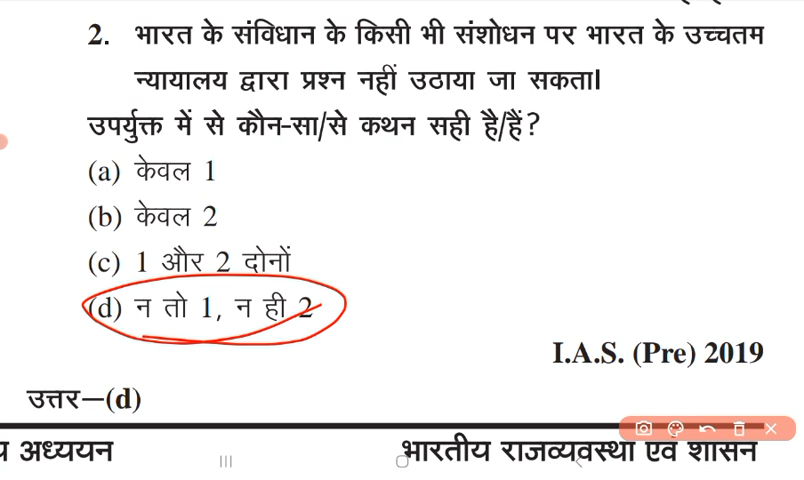 2. भारत के संविधान के किसी भी संशोधन पर भारत के उच्चतम
न्यायालय द्वारा प्रश्न नहीं उठाया जा सकता।
उपर्युक्त में से कौन-सा/से कथन सही है/हैं?
(a) केवल 1
(b) केवल 2
(c) 1 और 2 दोनों
(d) न तो 1, न ही 2
I.A.S. (Pre) 2019
उत्तर–(d)
अध्ययन
भारतीय राजव्यवस्था एवं शासन